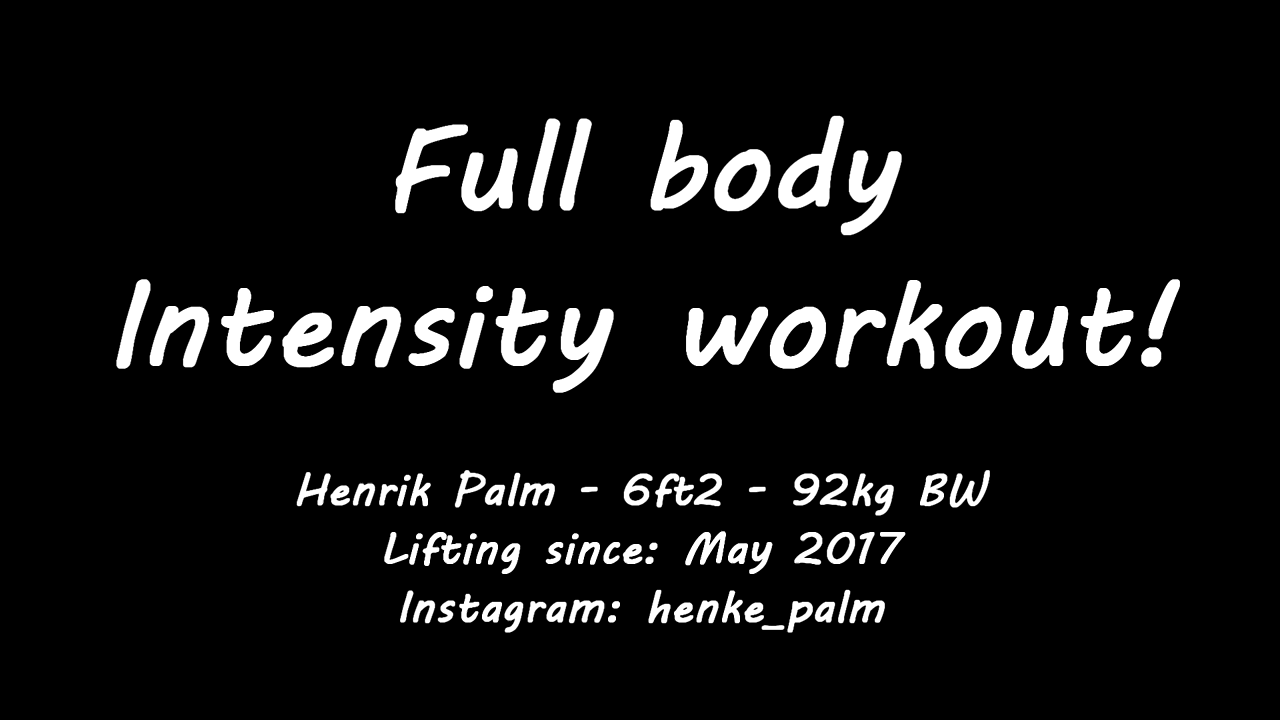 Full body
Intensity workout!
Henrik Palm - 6ft2 - 92kg BW
Lifting since: May 2017
Instagram: henke_palm